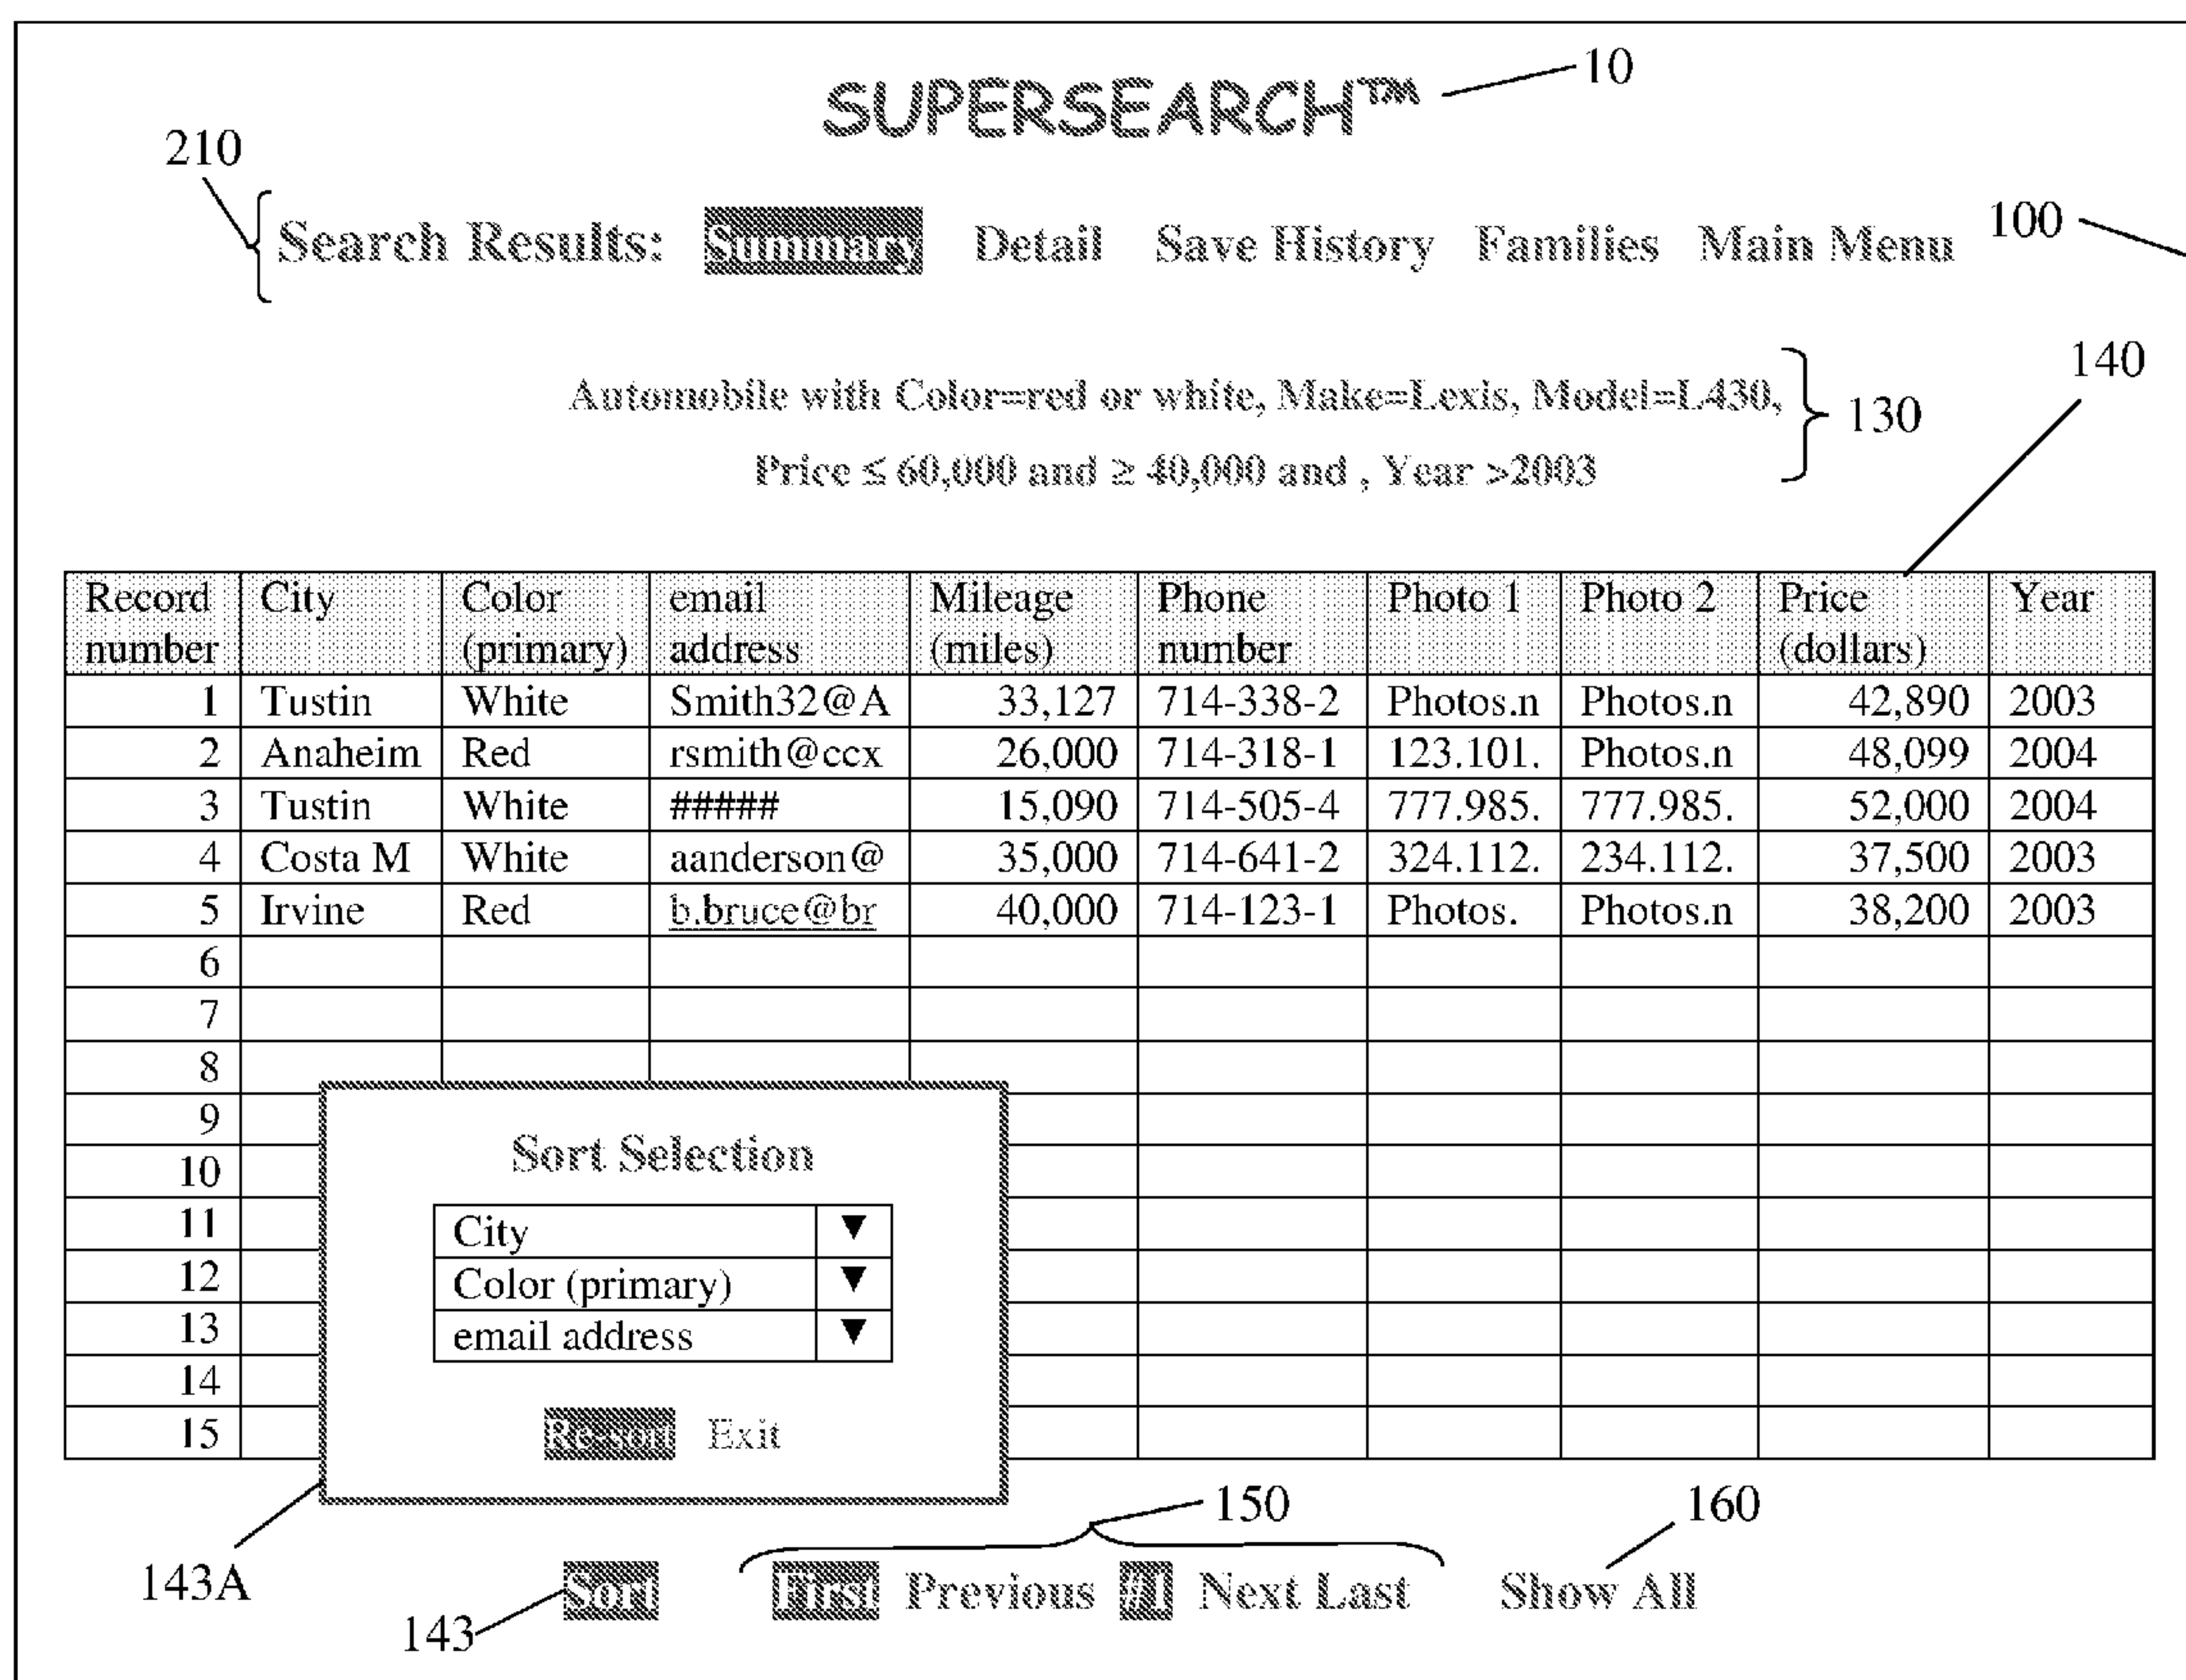 SUPERSEARCH™ 10
210
Search Results: Summary Detail Save History Families Main Menu 100
140
Automobile with Color=red or white, Make=Lexis, Model=L430,
130
Price ≤ 60,000 and ≥ 40,000 and , Year >2003
Record number City Color (primary) email address Mileage (miles) Phone number Photo 1 Photo 2 Price (dollars) Year
1 Tustin White Smith32@A 33,127 714-338-2 Photos.n Photos.n 42,890 2003
2 Anaheim Red rsmith@ccx 26,000 714-318-1 123.101. Photos.n 48,099 2004
3 Tustin White ##### 15,090 714-505-4 777.985. 777.985. 52,000 2004
4 Costa M White aanderson@ 35,000 714-641-2 324.112. 234.112. 37,500 2003
5 Irvine Red b.bruce@br 40,000 714-123-1 Photos. Photos.n 38,200 2003
6
7
8
9
10
11
12
13
14
15
Sort Selection
City ▼
Color (primary) ▼
email address ▼
Re-sort Exit
150 160
143A
Sort First Previous #1 Next Last Show All
143